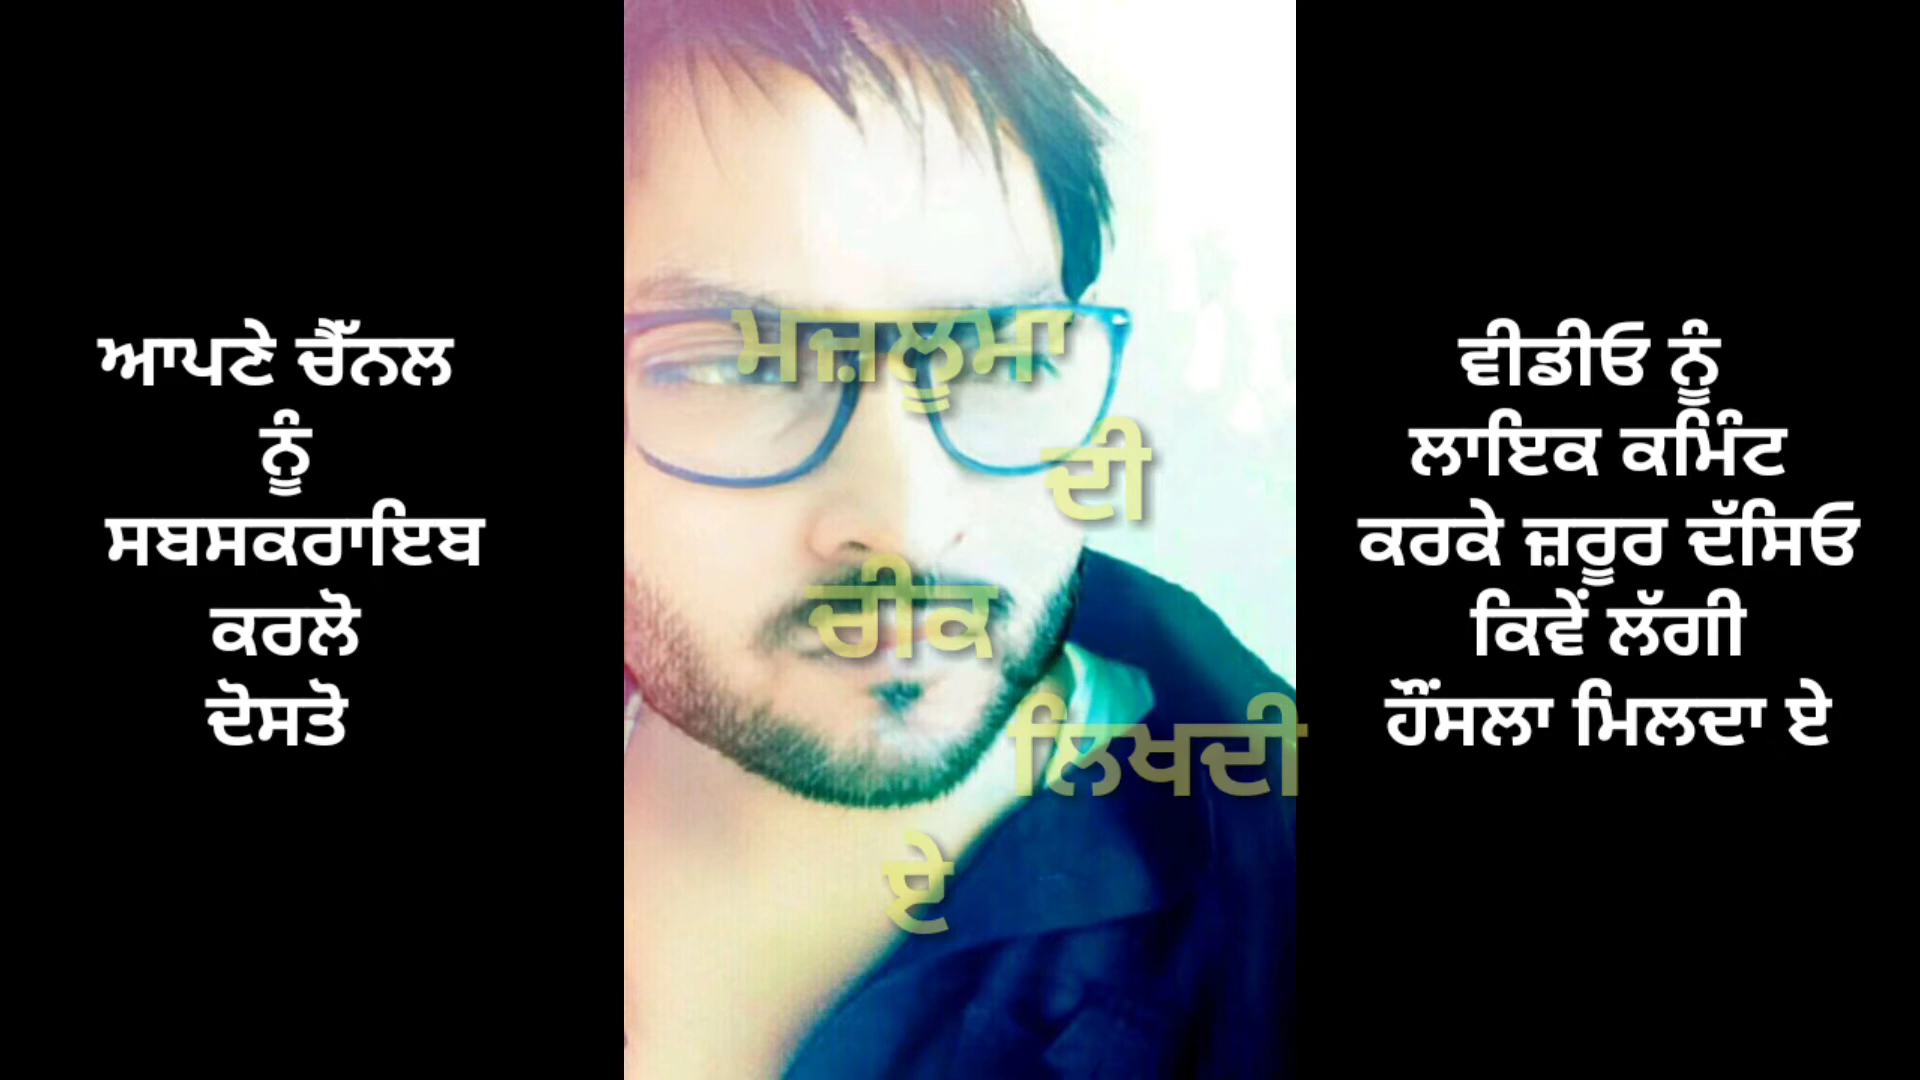 ਆਪਣੇ ਚੈੱਨਲ
ਨੂੰ
ਸਬਸਕਰਾਇਬ
ਕਰਲੋ
ਦੋਸਤੋ
ਮਜ਼ਲੂਮਾ
ਦੀ
ਚੀਕ
ਲਿਖਦੀ
ਏ
ਵੀਡੀਓ ਨੂੰ
ਲਾਇਕ ਕਮਿੰਟ
ਕਰਕੇ ਜ਼ਰੂਰ ਦੱਸਿਓ
ਕਿਵੇਂ ਲੱਗੀ
ਹੌਂਸਲਾ ਮਿਲਦਾ ਏ